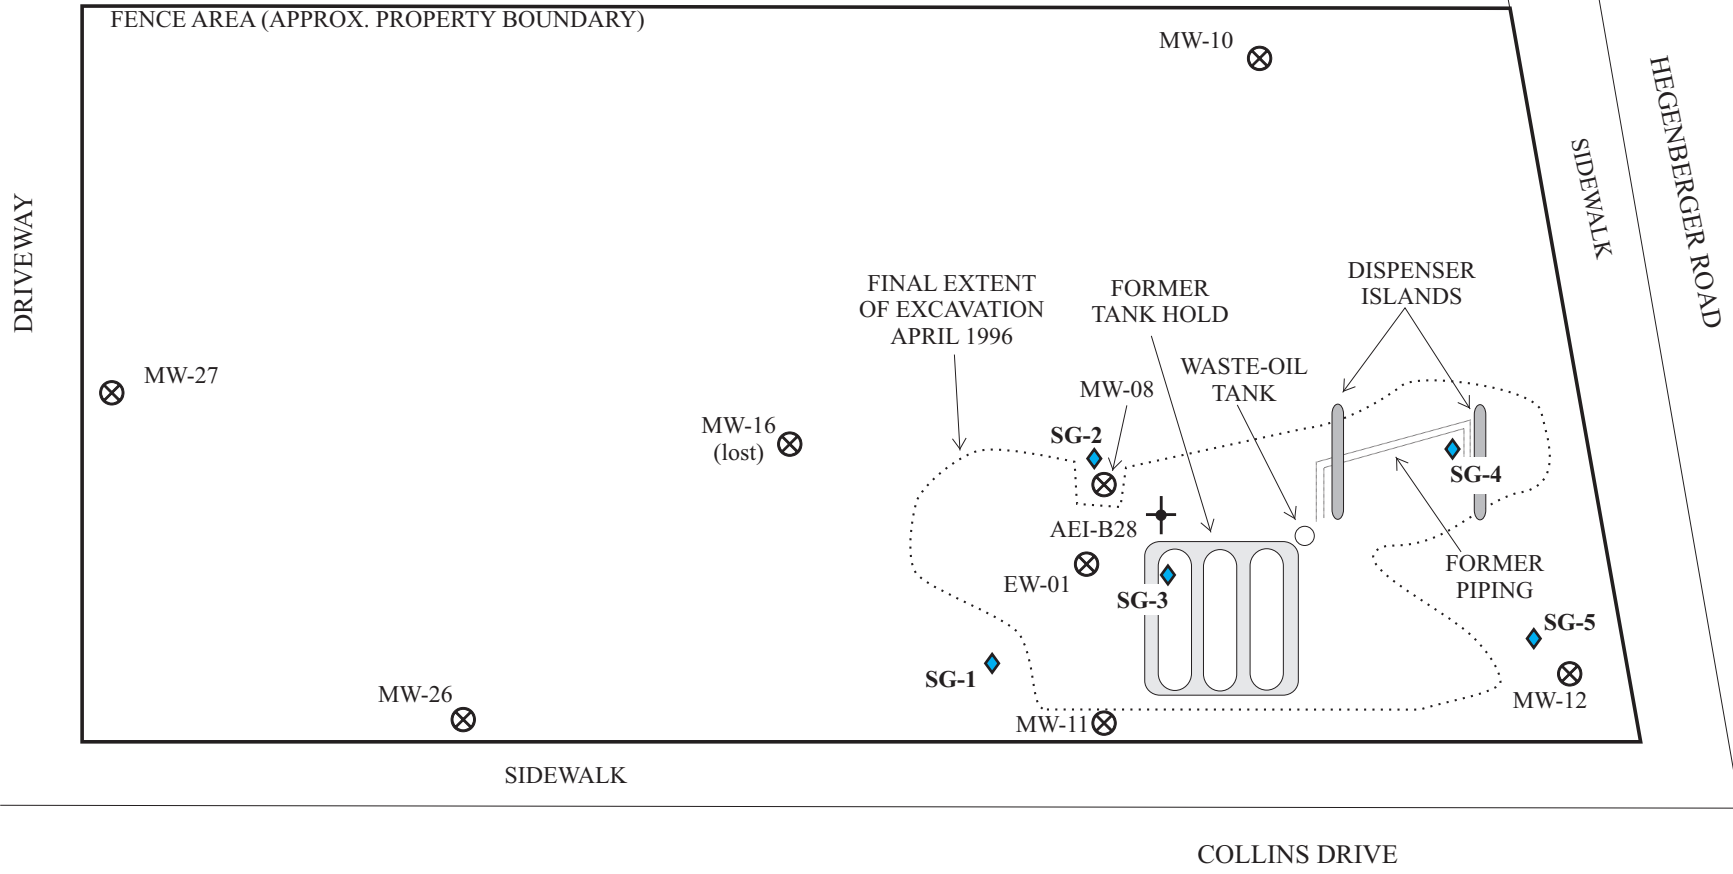 FENCE AREA (APPROX. PROPERTY BOUNDARY)
MW-10
HEGENBERGER ROAD
SIDEWALK
DRIVEWAY
FINAL EXTENT
OF EXCAVATION
APRIL 1996
FORMER
TANK HOLD
DISPENSER
ISLANDS
WASTE-OIL
TANK
MW-08
MW-27
MW-16
(lost)
SG-2
SG-4
AEI-B28
EW-01
SG-3
FORMER
PIPING
SG-5
SG-1
MW-26
MW-11
MW-12
SIDEWALK
COLLINS DRIVE